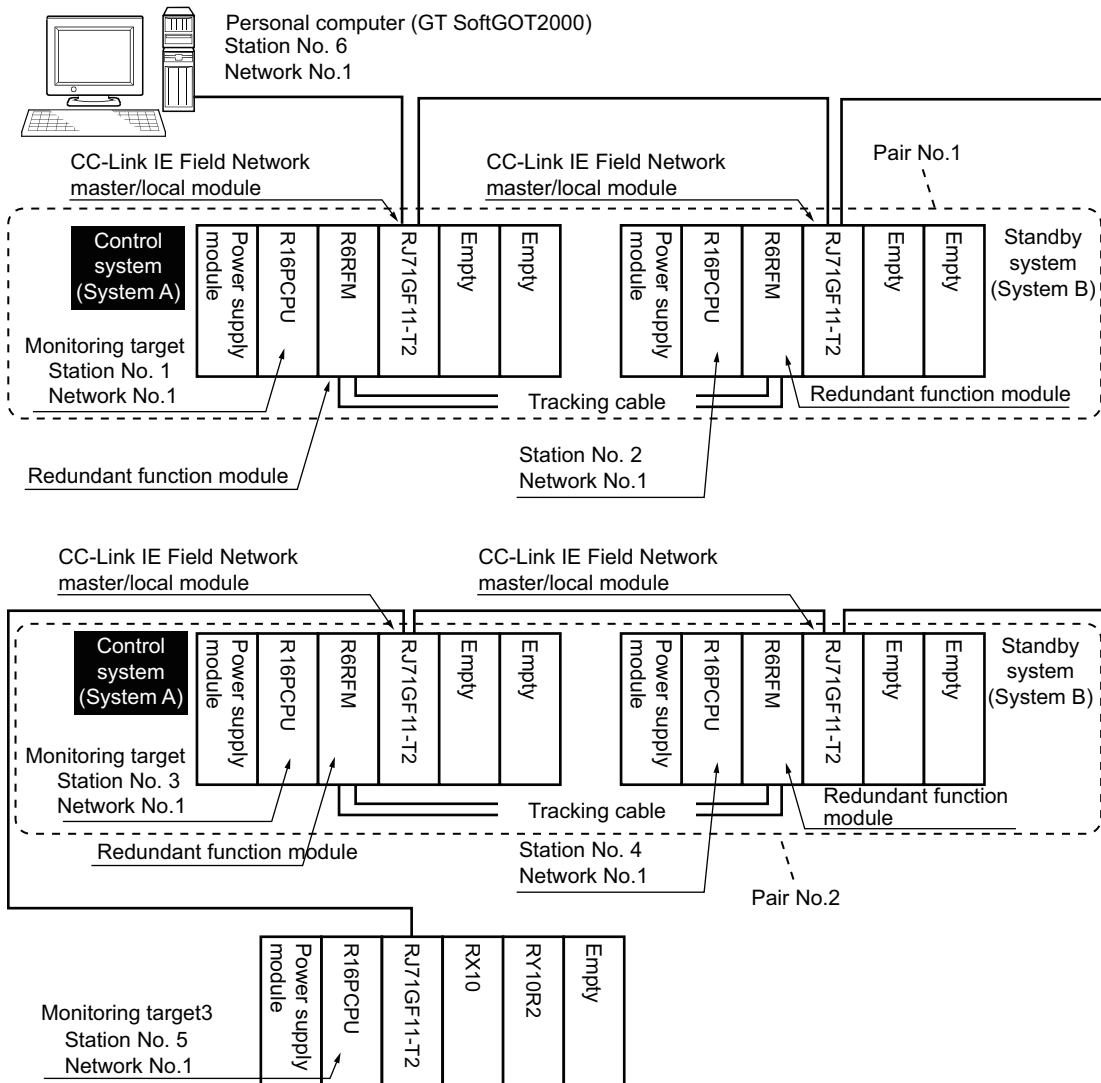 Personal computer (GT SoftGOT2000)
Station No. 6
Network No.1
CC-Link IE Field Network
master/local module
CC-Link IE Field Network
master/local module
Pair No.1
Control
system
(System A)
Power supply
module
R16PCPU
R6RFM
RJ71GF11-T2
Empty
Empty
Power supply
module
R16PCPU
R6RFM
RJ71GF11-T2
Empty
Empty
Standby
system
(System B)
Monitoring target
Station No. 1
Network No.1
Tracking cable
Redundant function module
Redundant function module
Station No. 2
Network No.1
CC-Link IE Field Network
master/local module
CC-Link IE Field Network
master/local module
Control
system
(System A)
Power supply
module
R16PCPU
R6RFM
RJ71GF11-T2
Empty
Empty
Power supply
module
R16PCPU
R6RFM
RJ71GF11-T2
Empty
Empty
Standby
system
(System B)
Monitoring target
Station No. 3
Network No.1
Tracking cable
Redundant function
module
Redundant function module
Station No. 4
Network No.1
Pair No.2
Power supply
module
R16PCPU
RJ71GF11-T2
RX10
RY10R2
Empty
Monitoring target3
Station No. 5
Network No.1